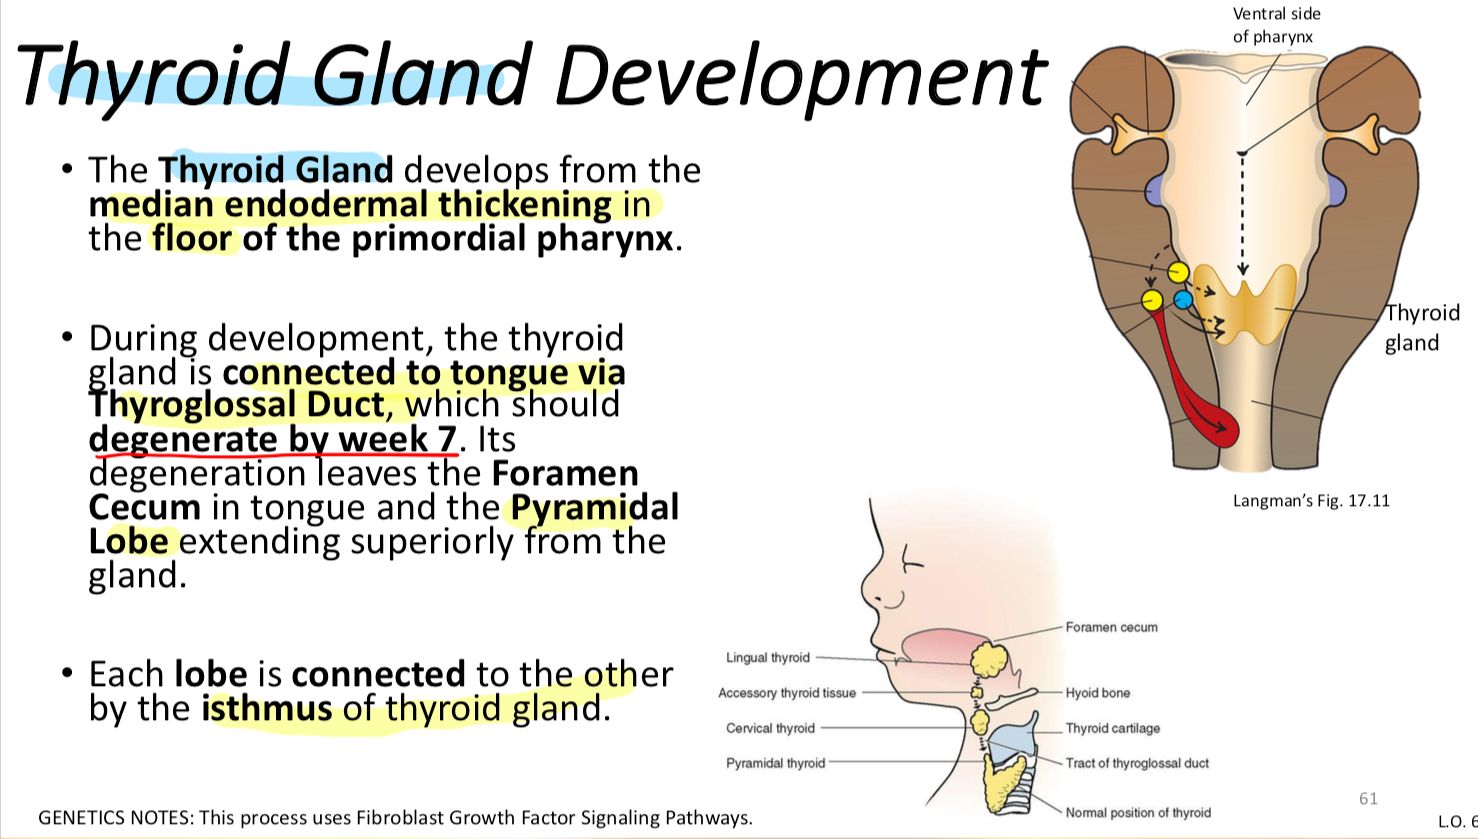 Thyroid Gland Development
• The Thyroid Gland develops from the
median endodermal thickening in
the floor of the primordial pharynx.
• During development, the thyroid
gland is connected to tongue via
Thyroglossal Duct, which should
degenerate by week 7. Its
degeneration leaves the Foramen
Cecum in tongue and the Pyramidal
Lobe extending superiorly from the
gland.
• Each lobe is connected to the other
by the isthmus of thyroid gland.
GENETICS NOTES: This process uses Fibroblast Growth Factor Signaling Pathways.
Ventral side
of pharynx
Thyroid
gland
Langman's Fig. 17.11
Lingual thyroid
Accessory thyroid tissue
Cervical thyroid
Pyramidal thyroid
Foramen cecum
Hyoid bone
Thyroid cartilage
Tract of thyroglossal duct
Normal position of thyroid
61
L.O. 6